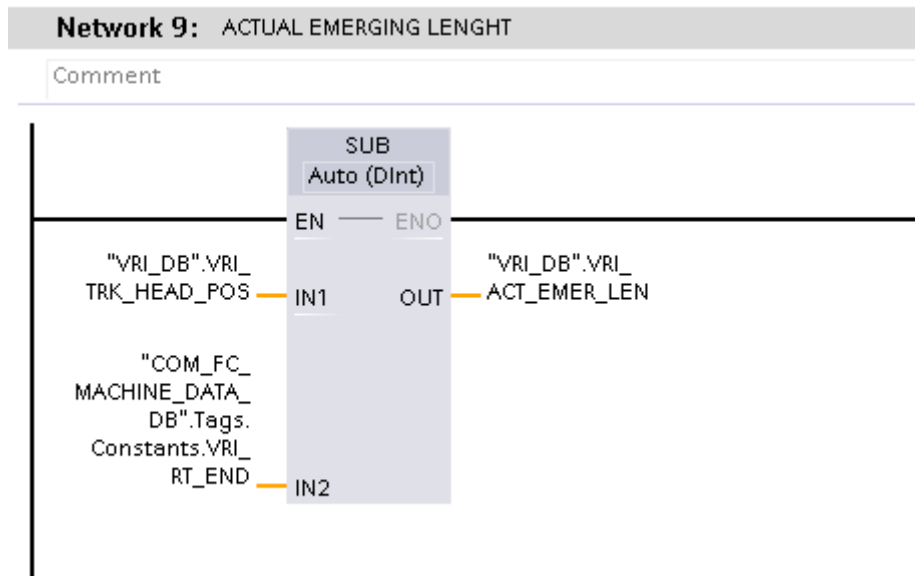 Network 9: ACTUAL EMERGING LENGHT
Comment
SUB
Auto (DInt)
EN
ENO
"VRI_DB".VRI_
TRK_HEAD_POS
IN1
OUT
"VRI_DB".VRI_
ACT_EMER_LEN
"COM_FC_
MACHINE_DATA_
DB".Tags.
Constants.VRI_
RT_END
IN2